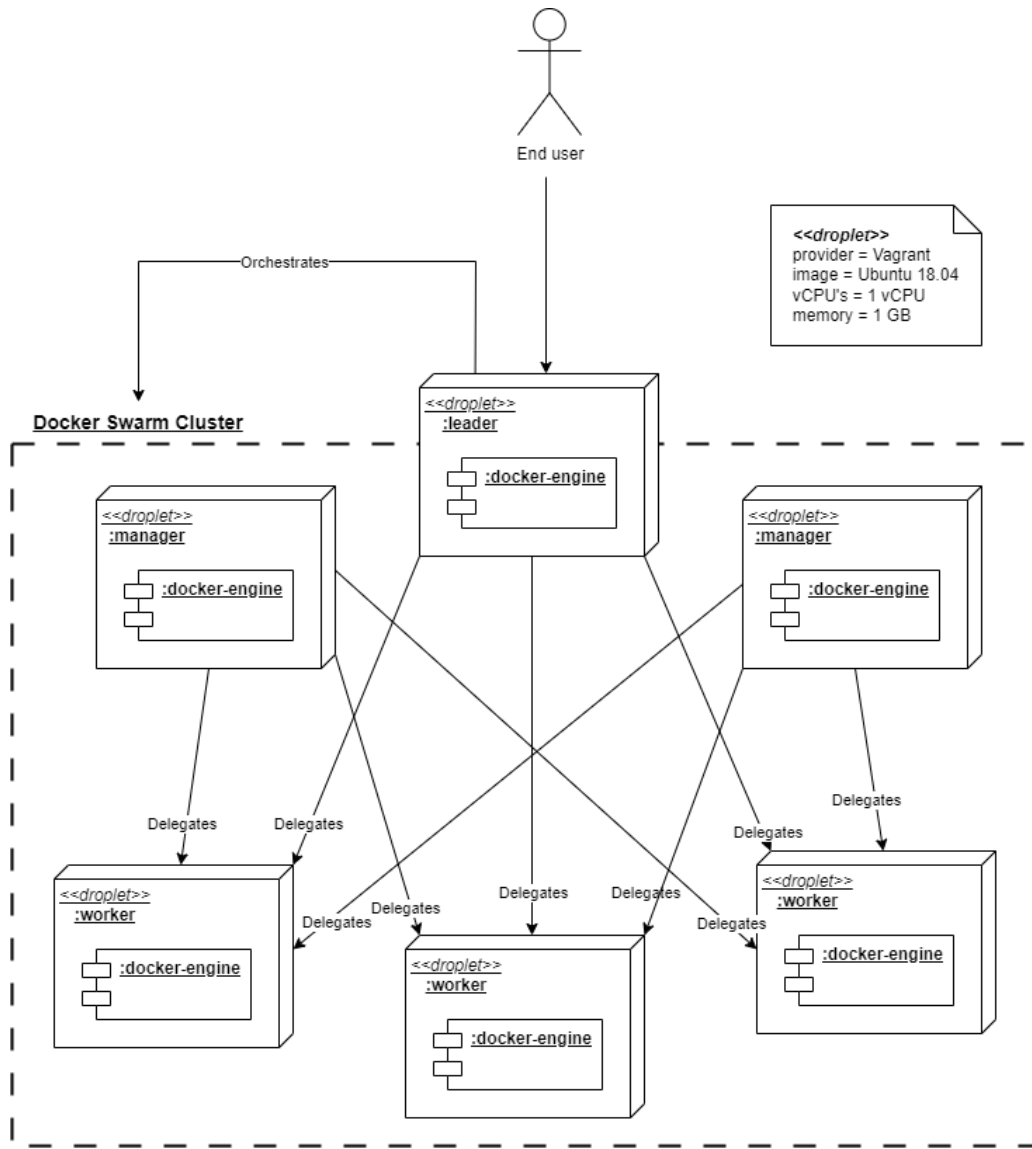 End user
<<droplet>>
provider = Vagrant
image = Ubuntu 18.04
vCPU's = 1 vCPU
memory = 1 GB
Orchestrates
Docker Swarm Cluster
<<droplet>>
:leader
:docker-engine
<<droplet>>
:manager
:docker-engine
<<droplet>>
:manager
:docker-engine
Delegates
Delegates
Delegates
Delegates
Delegates
Delegates
Delegates
Delegates
Delegates
<<droplet>>
:worker
:docker-engine
<<droplet>>
:worker
:docker-engine
<<droplet>>
:worker
:docker-engine